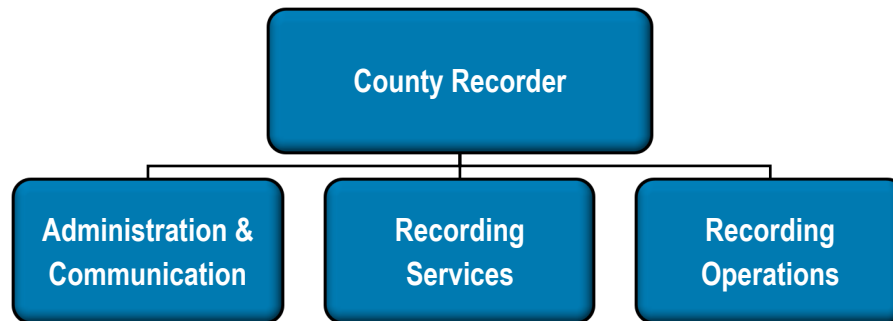 County Recorder
Administration &
Communication
Recording
Services
Recording
Operations